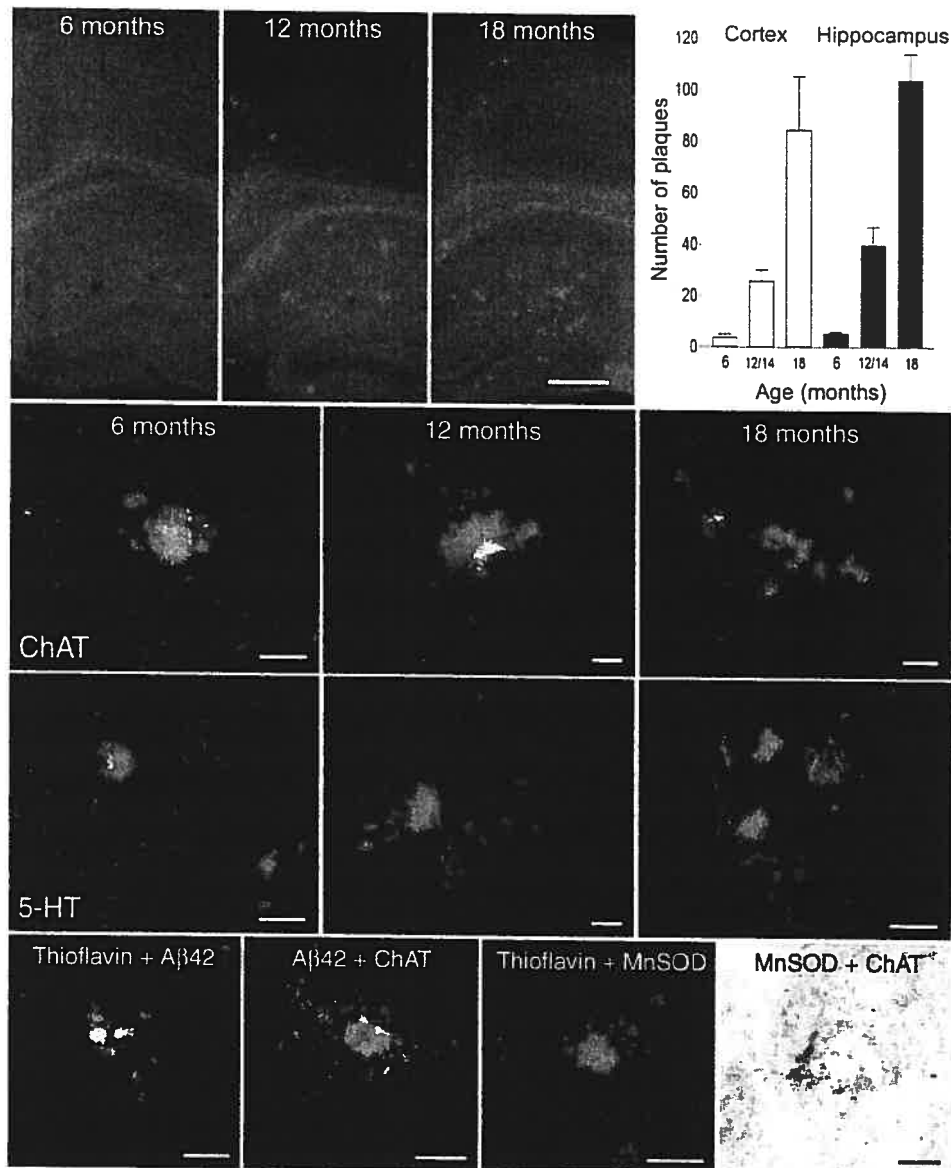 6 months
12 months
18 months
Cortex Hippocampus
Number of plaques
120
100
80
60
40
20
0
6 12/14 18 6 12/14 18
Age (months)
6 months
12 months
18 months
ChAT
5-HT
Thioflavin + Aβ42
Aβ42 + ChAT
Thioflavin + MnSOD
MnSOD + ChAT